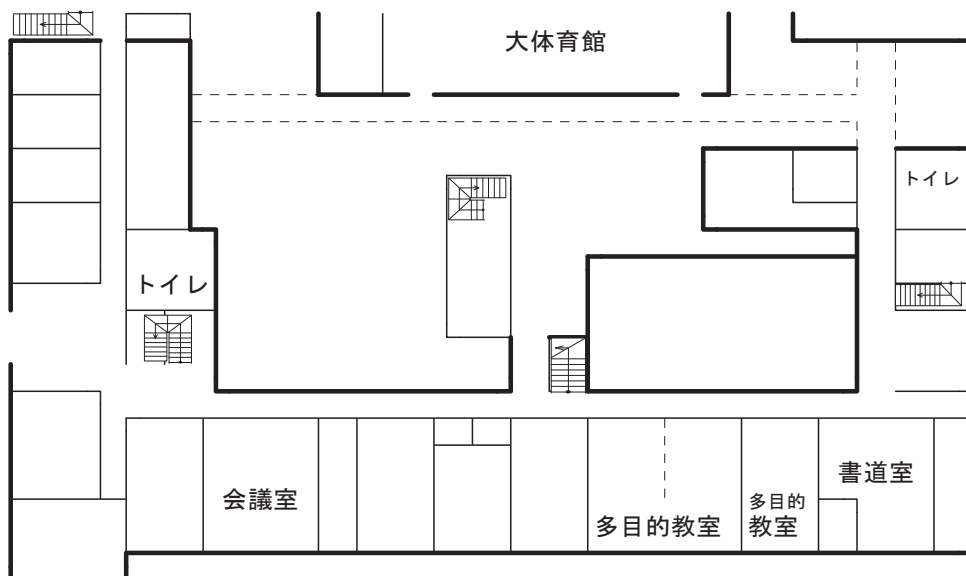 大体育館
トイレ
トイレ
会議室
多目的教室
多目的
教室
書道室